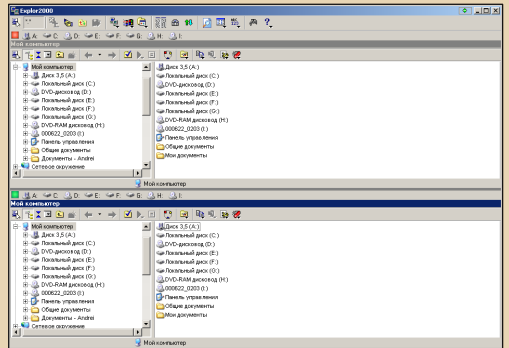 Explor2000
A: C: D: E: F: G: H: I:
Мой компьютер
Мой компьютер
Диск 3,5 (A:)
Локальный диск (C:)
DVD-дисковод (D:)
Локальный диск (E:)
Локальный диск (F:)
Локальный диск (G:)
DVD-RAM дисковод (H:)
000622_0203 (I:)
Панель управления
Общие документы
Документы - Andrei
Сетевое окружение
Диск 3,5 (A:)
Локальный диск (C:)
DVD-дисковод (D:)
Локальный диск (E:)
Локальный диск (F:)
Локальный диск (G:)
DVD-RAM дисковод (H:)
000622_0203 (I:)
Панель управления
Общие документы
Мои документы
Мой компьютер
A: C: D: E: F: G: H: I:
Мой компьютер
Мой компьютер
Диск 3,5 (A:)
Локальный диск (C:)
DVD-дисковод (D:)
Локальный диск (E:)
Локальный диск (F:)
Локальный диск (G:)
DVD-RAM дисковод (H:)
000622_0203 (I:)
Панель управления
Общие документы
Документы - Andrei
Сетевое окружение
Диск 3,5 (A:)
Локальный диск (C:)
DVD-дисковод (D:)
Локальный диск (E:)
Локальный диск (F:)
Локальный диск (G:)
DVD-RAM дисковод (H:)
000622_0203 (I:)
Панель управления
Общие документы
Мои документы
Мой компьютер